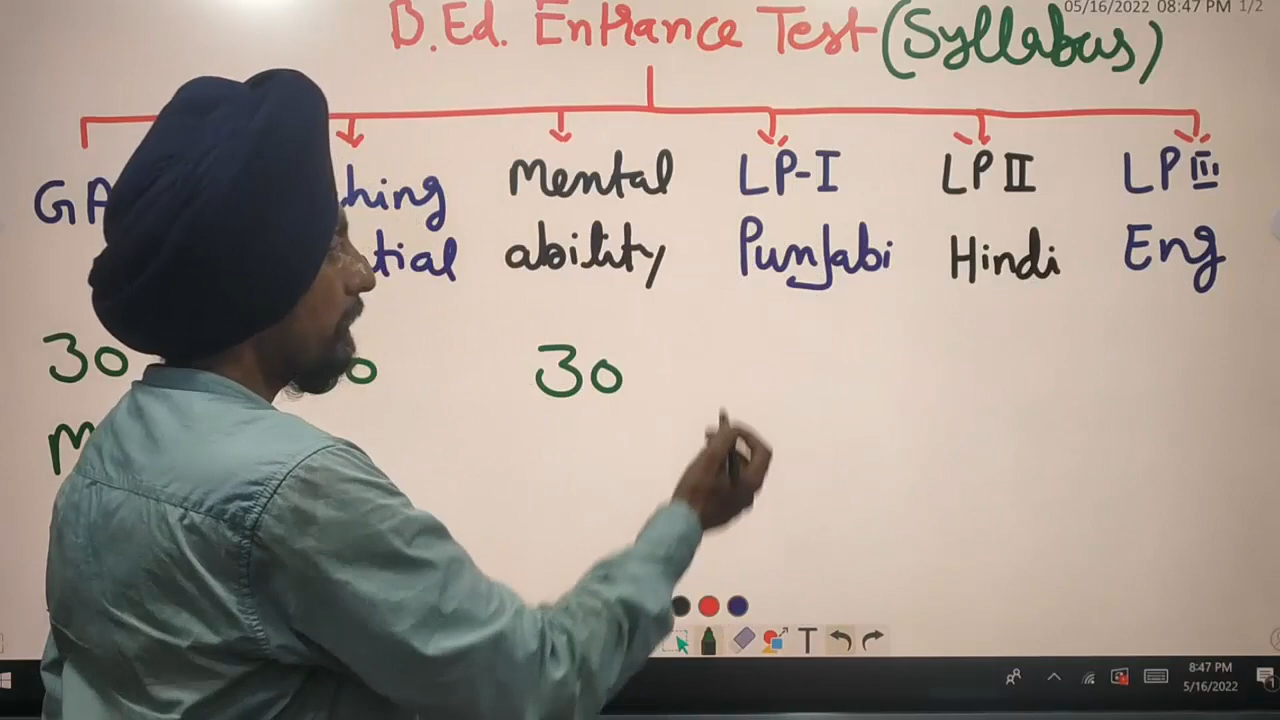 05/16/2022 08:47 PM 1/2
B.Ed. Entrance Test (Syllabus)
Mental ability
LP-I Punjabi
LP II Hindi
LP III Eng
30
30
T
8:47 PM
5/16/2022